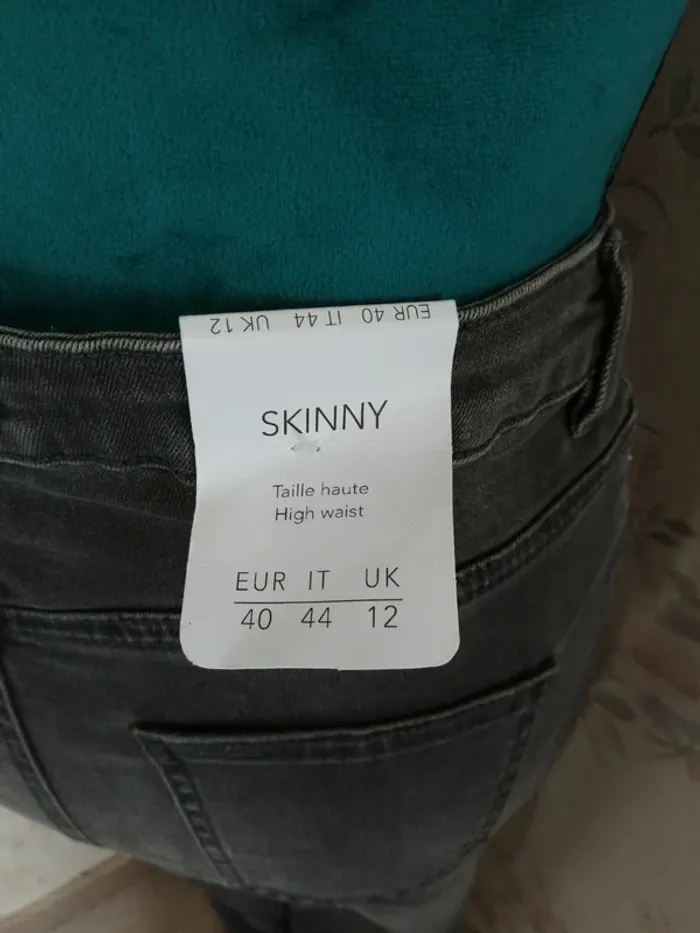 EUR 40 IT 44 UK 12
SKINNY
Taille haute
High waist
EUR IT UK
40 44 12